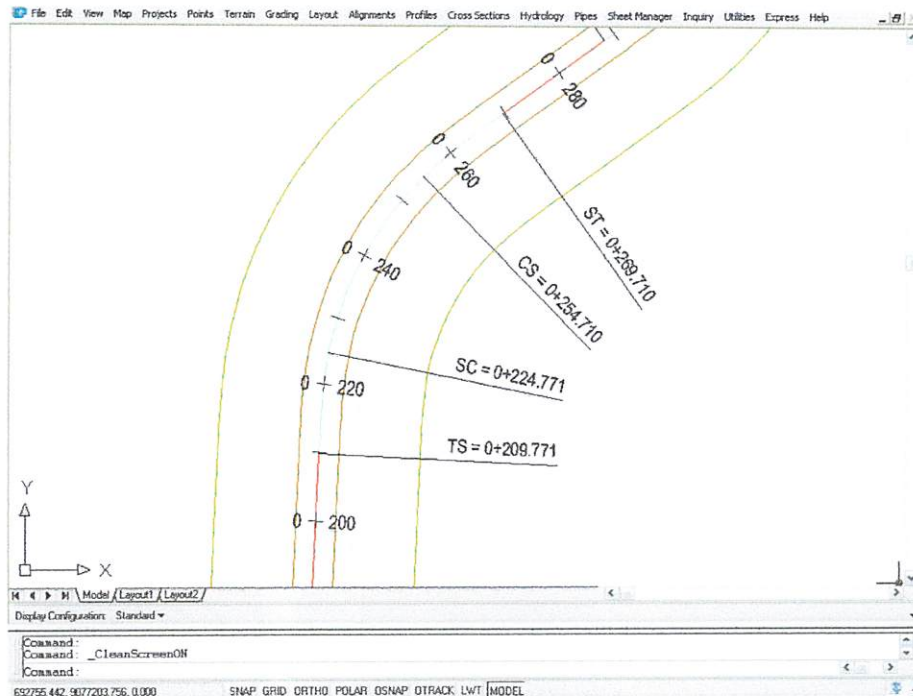 File Edit View Map Projects Points Terrain Grading Layout Alignments Profiles Cross Sections Hydrology Pipes Sheet Manager Inquiry Utilities Express Help
0 + 280
0 + 260
ST = 0+269.710
0 + 240
CS = 0+254.710
SC = 0+224.771
0 + 220
TS = 0+209.771
Y
0 + 200
X
Model Layout1 Layout2
Display Configuration: Standard
Command:
Command: _CleanScreenON
Command:
692755.442, 9077203.756, 0.000 SNAP GRID ORTHO POLAR OSNAP OTRACK LWT MODEL